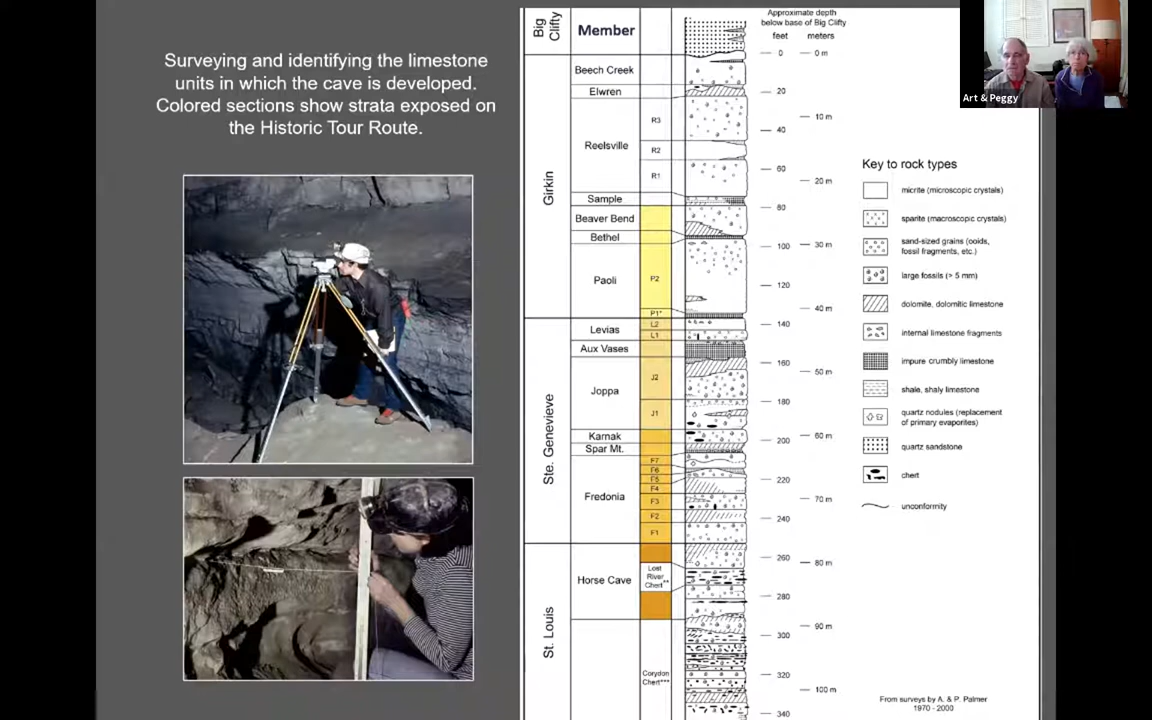 Surveying and identifying the limestone
units in which the cave is developed.
Colored sections show strata exposed on
the Historic Tour Route.
Big
Clifty
Member
Approximate depth
below base of Big Clifty
feet meters
0 0 m
Girkin
Beech Creek
Elwren
20
R3
10 m
40
Reelsville
R2
60
R1
20 m
Sample
80
Beaver Bend
Bethel
100 30 m
Paoli
P2
120
P1*
40 m
Ste. Genevieve
Levias
L2
L1
140
Aux Vases
160
50 m
Joppa
J2
180
J1
Karnak
200 60 m
Spar Mt.
Fredonia
F7
F6
F5
F4
220
F3
70 m
F2
240
F1
St. Louis
260
80 m
Horse Cave
Lost
River
Chert**
280
90 m
300
Corydon
Chert***
320
100 m
340
Key to rock types
micrite (microscopic crystals)
sparite (macroscopic crystals)
sand-sized grains (ooids,
fossil fragments, etc.)
large fossils (> 5 mm)
dolomite, dolomitic limestone
internal limestone fragments
impure crumbly limestone
shale, shaly limestone
quartz nodules (replacement
of primary evaporites)
quartz sandstone
chert
unconformity
From surveys by A. & P. Palmer
1970 - 2000
Art & Peggy